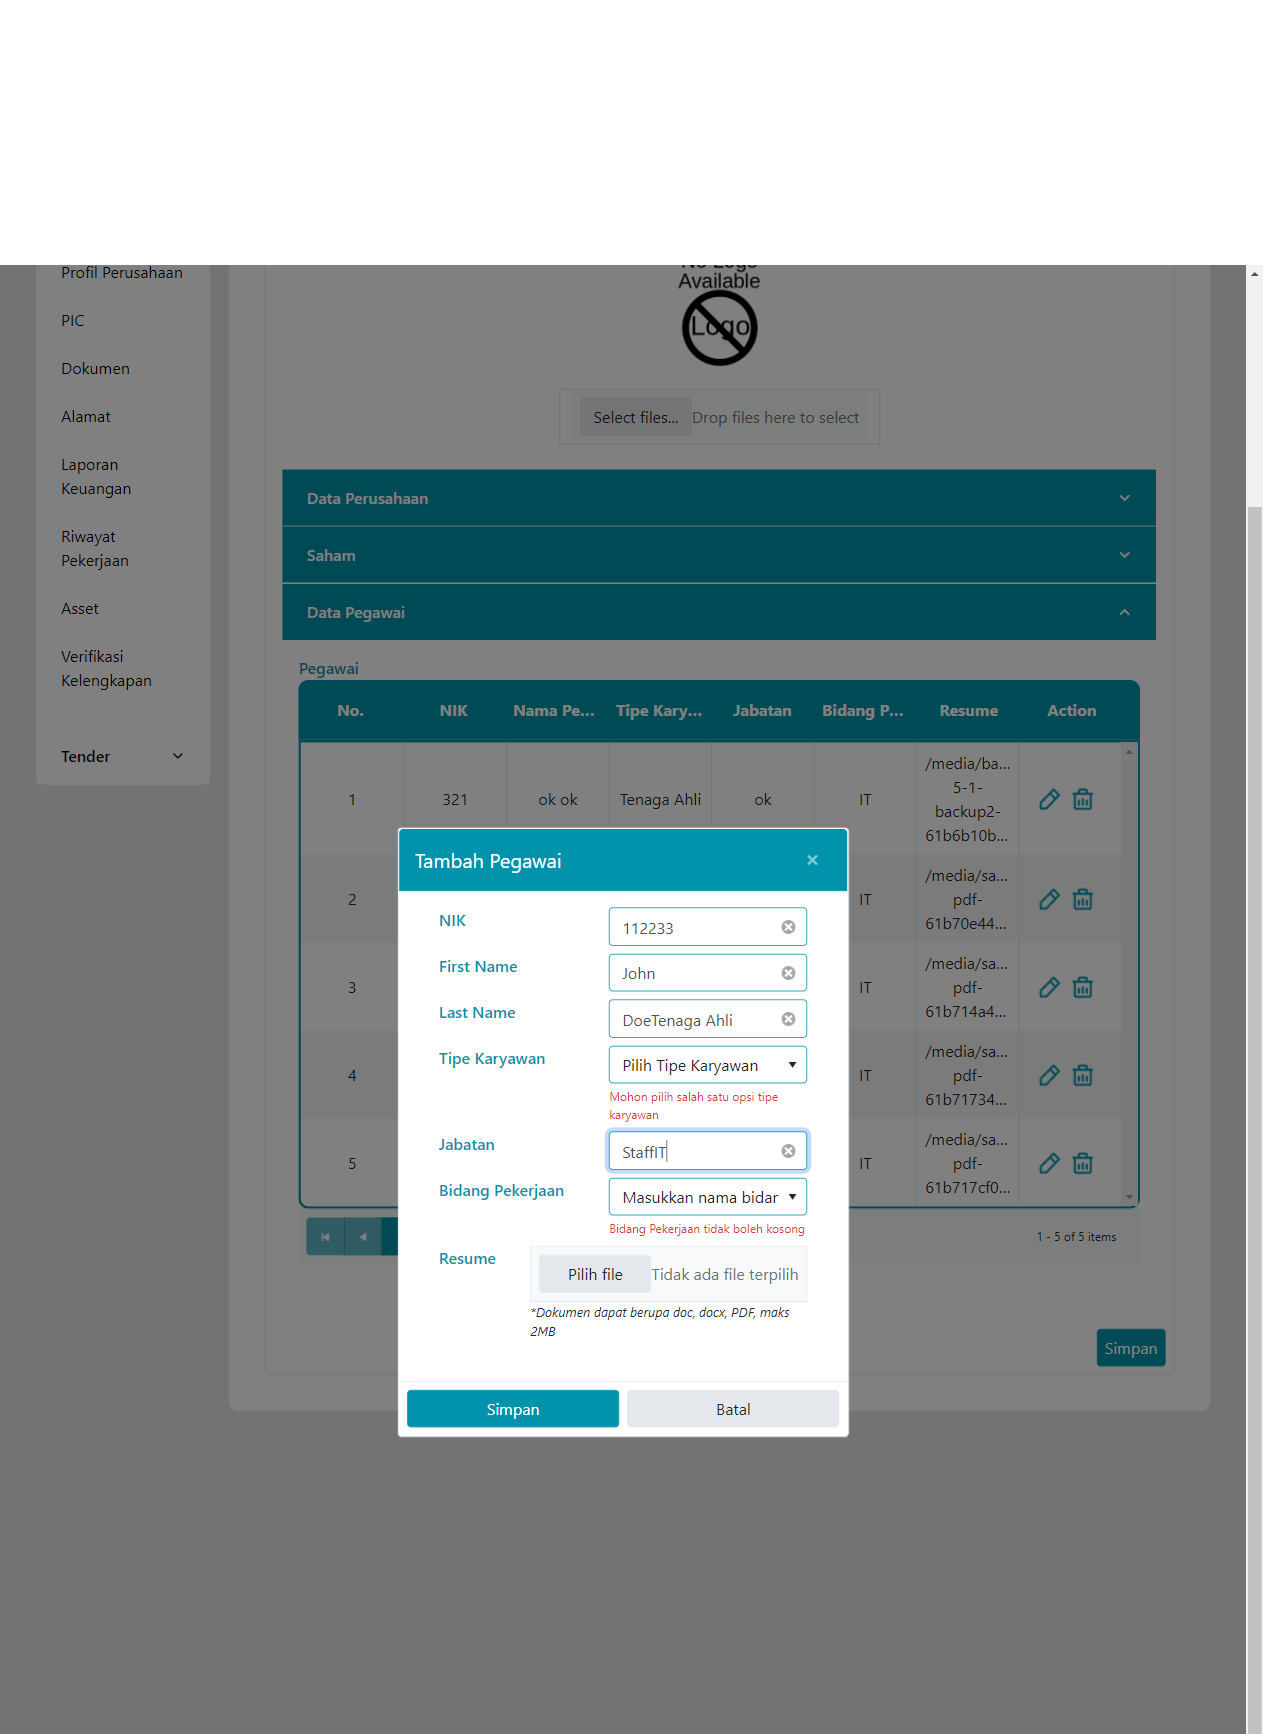 Profil Perusahaan
PIC
Dokumen
Alamat
Laporan
Keuangan
Riwayat
Pekerjaan
Asset
Verifikasi
Kelengkapan
Tender
No Logo
Available
Logo
Select files...
Drop files here to select
Data Perusahaan
Saham
Data Pegawai
Pegawai
No. NIK Nama Pe... Tipe Kary... Jabatan Bidang P... Resume Action
1 321 ok ok Tenaga Ahli ok IT
/media/ba...
5-1-
backup2-
61b6b10b...
2 IT
/media/sa...
pdf-
61b70e44...
3 IT
/media/sa...
pdf-
61b714a4...
4 IT
/media/sa...
pdf-
61b71734...
5 IT
/media/sa...
pdf-
61b717cf0...
1 - 5 of 5 items
Simpan
Tambah Pegawai
NIK 112233
First Name John
Last Name DoeTenaga Ahli
Tipe Karyawan Pilih Tipe Karyawan
Mohon pilih salah satu opsi tipe
karyawan
Jabatan StaffIT
Bidang Pekerjaan Masukkan nama bidar
Bidang Pekerjaan tidak boleh kosong
Resume Pilih file Tidak ada file terpilih
*Dokumen dapat berupa doc, docx, PDF, maks
2MB
Simpan Batal